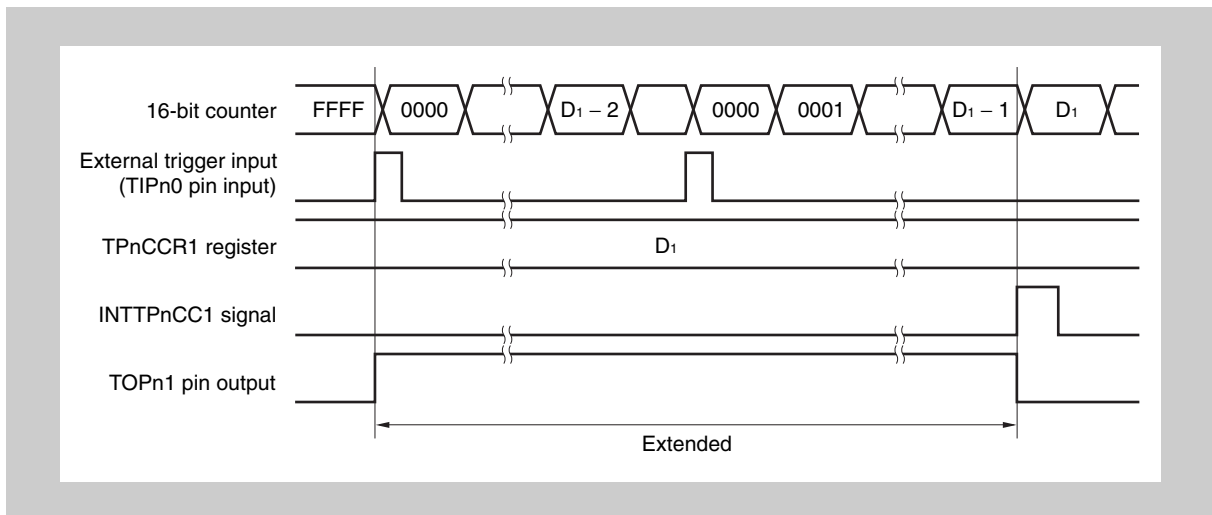 16-bit counter FFFF 0000 D₁ – 2 0000 0001 D₁ – 1 D₁
External trigger input
(TIPn0 pin input)
TPnCCR1 register D₁
INTTPnCC1 signal
TOPn1 pin output
Extended